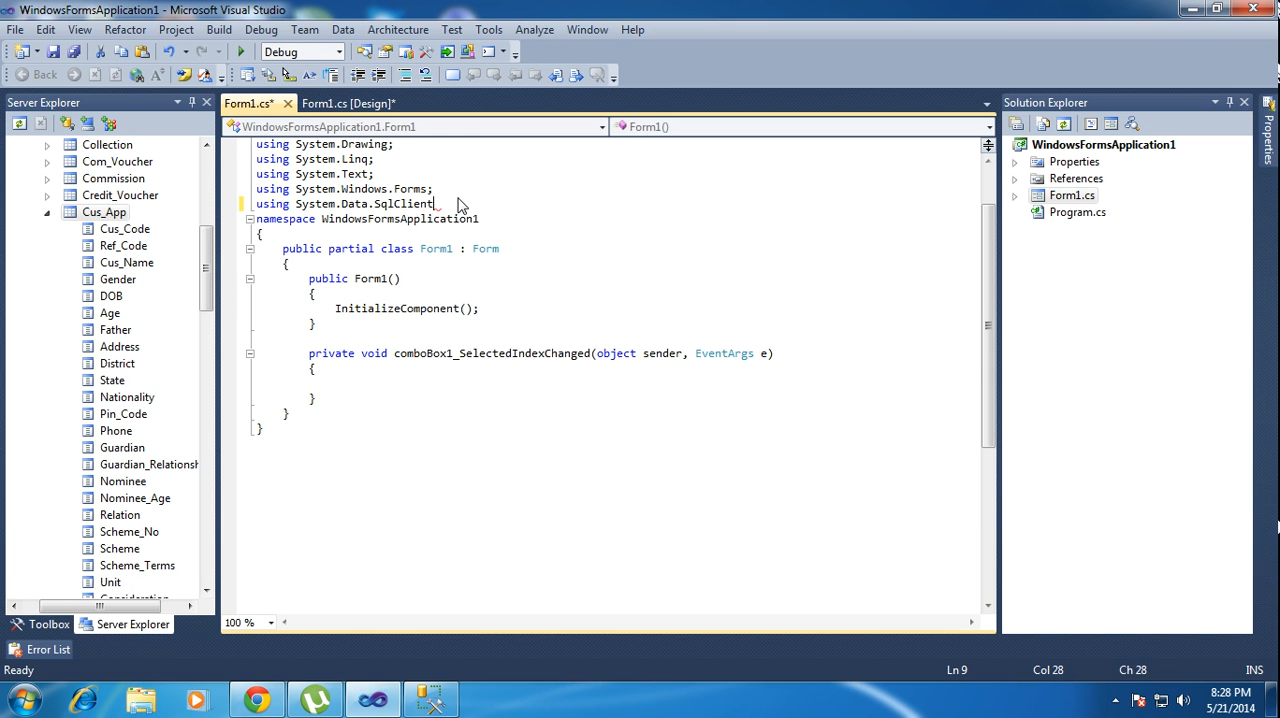 WindowsFormsApplication1 - Microsoft Visual Studio
File Edit View Refactor Project Build Debug Team Data Architecture Test Tools Analyze Window Help
Debug
Back
Server Explorer
Collection
Com_Voucher
Commission
Credit_Voucher
Cus_App
Cus_Code
Ref_Code
Cus_Name
Gender
DOB
Age
Father
Address
District
State
Nationality
Pin_Code
Phone
Guardian
Guardian_Relationsh
Nominee
Nominee_Age
Relation
Scheme_No
Scheme
Scheme_Terms
Unit
Toolbox Server Explorer
Form1.cs* Form1.cs [Design]*
WindowsFormsApplication1.Form1 Form1()
using System.Drawing;
using System.Linq;
using System.Text;
using System.Windows.Forms;
using System.Data.SqlClient
namespace WindowsFormsApplication1
{
public partial class Form1 : Form
{
public Form1()
{
InitializeComponent();
}
private void comboBox1_SelectedIndexChanged(object sender, EventArgs e)
{
}
}
}
100 %
Solution Explorer
WindowsFormsApplication1
Properties
References
Form1.cs
Program.cs
Properties
Error List
Ready Ln 9 Col 28 Ch 28 INS
8:28 PM
5/21/2014